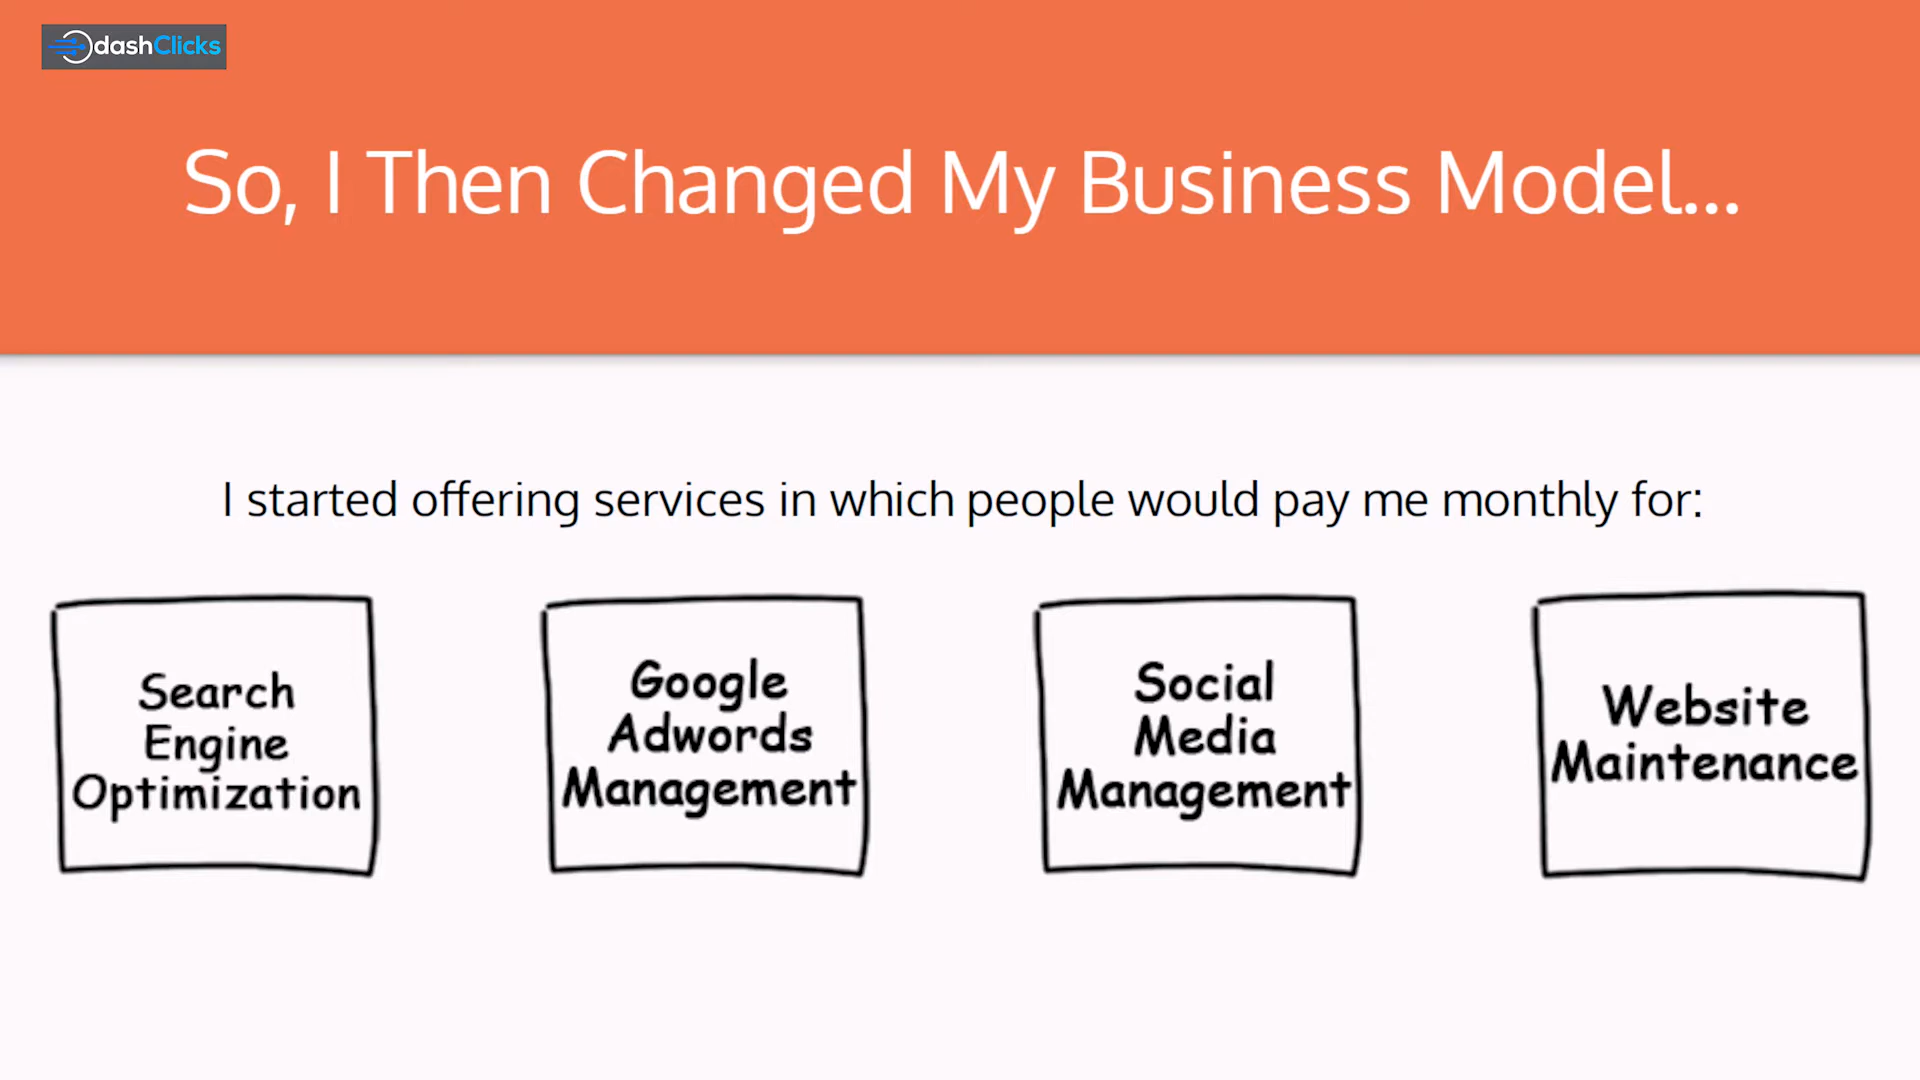 dashClicks
So, I Then Changed My Business Model...
I started offering services in which people would pay me monthly for:
Search
Engine
Optimization
Google
Adwords
Management
Social
Media
Management
Website
Maintenance